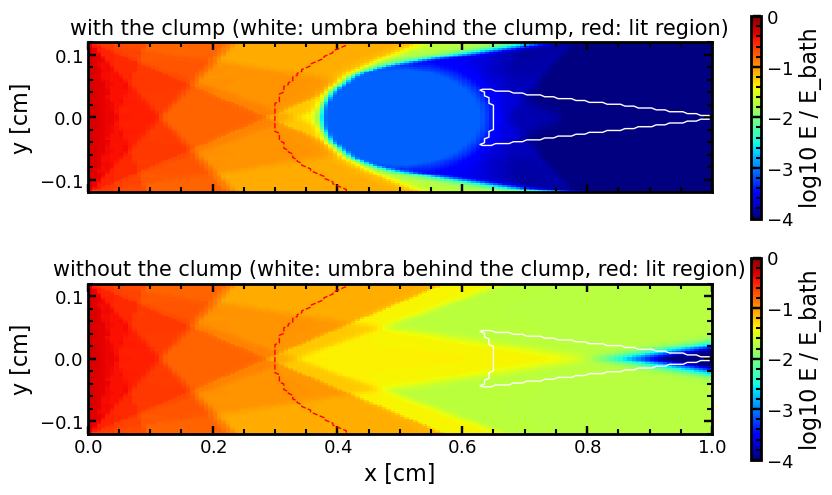 with the clump (white: umbra behind the clump, red: lit region)
0.1
0.0
−0.1
y [cm]
0
−1
−2
−3
−4
log10 E / E_bath
without the clump (white: umbra behind the clump, red: lit region)
0.1
0.0
−0.1
y [cm]
0.0 0.2 0.4 0.6 0.8 1.0
x [cm]
0
−1
−2
−3
−4
log10 E / E_bath